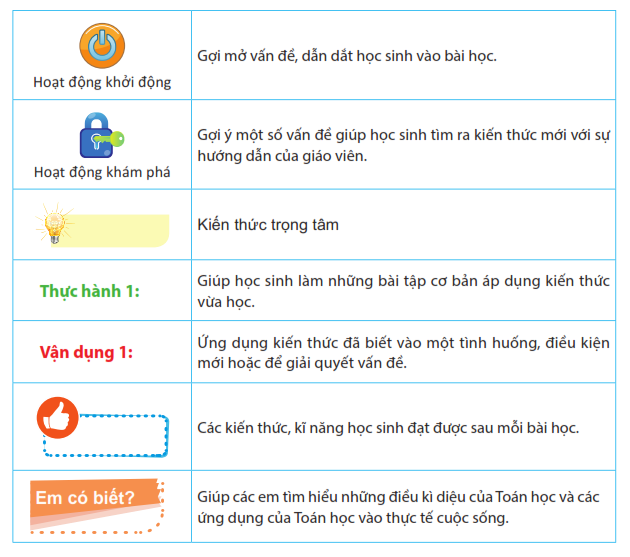 Hoạt động khởi động
Gợi mở vấn đề, dẫn dắt học sinh vào bài học.
Hoạt động khám phá
Gợi ý một số vấn đề giúp học sinh tìm ra kiến thức mới với sự
hướng dẫn của giáo viên.
Kiến thức trọng tâm
Thực hành 1:
Giúp học sinh làm những bài tập cơ bản áp dụng kiến thức
vừa học.
Vận dụng 1:
Ứng dụng kiến thức đã biết vào một tình huống, điều kiện
mới hoặc để giải quyết vấn đề.
Các kiến thức, kĩ năng học sinh đạt được sau mỗi bài học.
Em có biết?
Giúp các em tìm hiểu những điều kì diệu của Toán học và các
ứng dụng của Toán học vào thực tế cuộc sống.